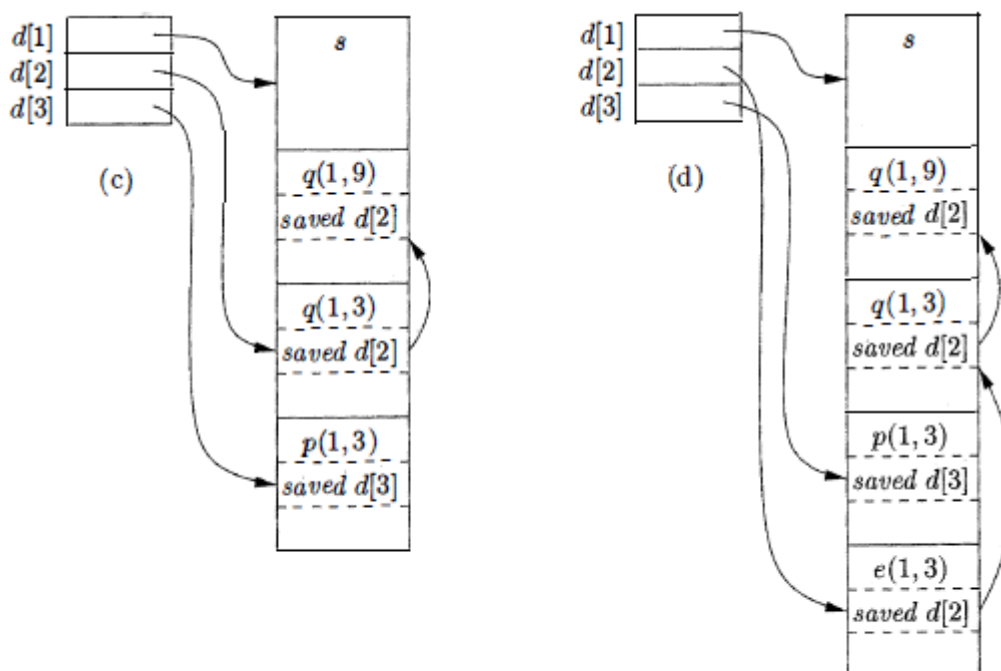 d[1]
d[2]
d[3]
(c)
s
q(1,9)
saved d[2]
q(1,3)
saved d[2]
p(1,3)
saved d[3]
d[1]
d[2]
d[3]
(d)
s
q(1,9)
saved d[2]
q(1,3)
saved d[2]
p(1,3)
saved d[3]
e(1,3)
saved d[2]